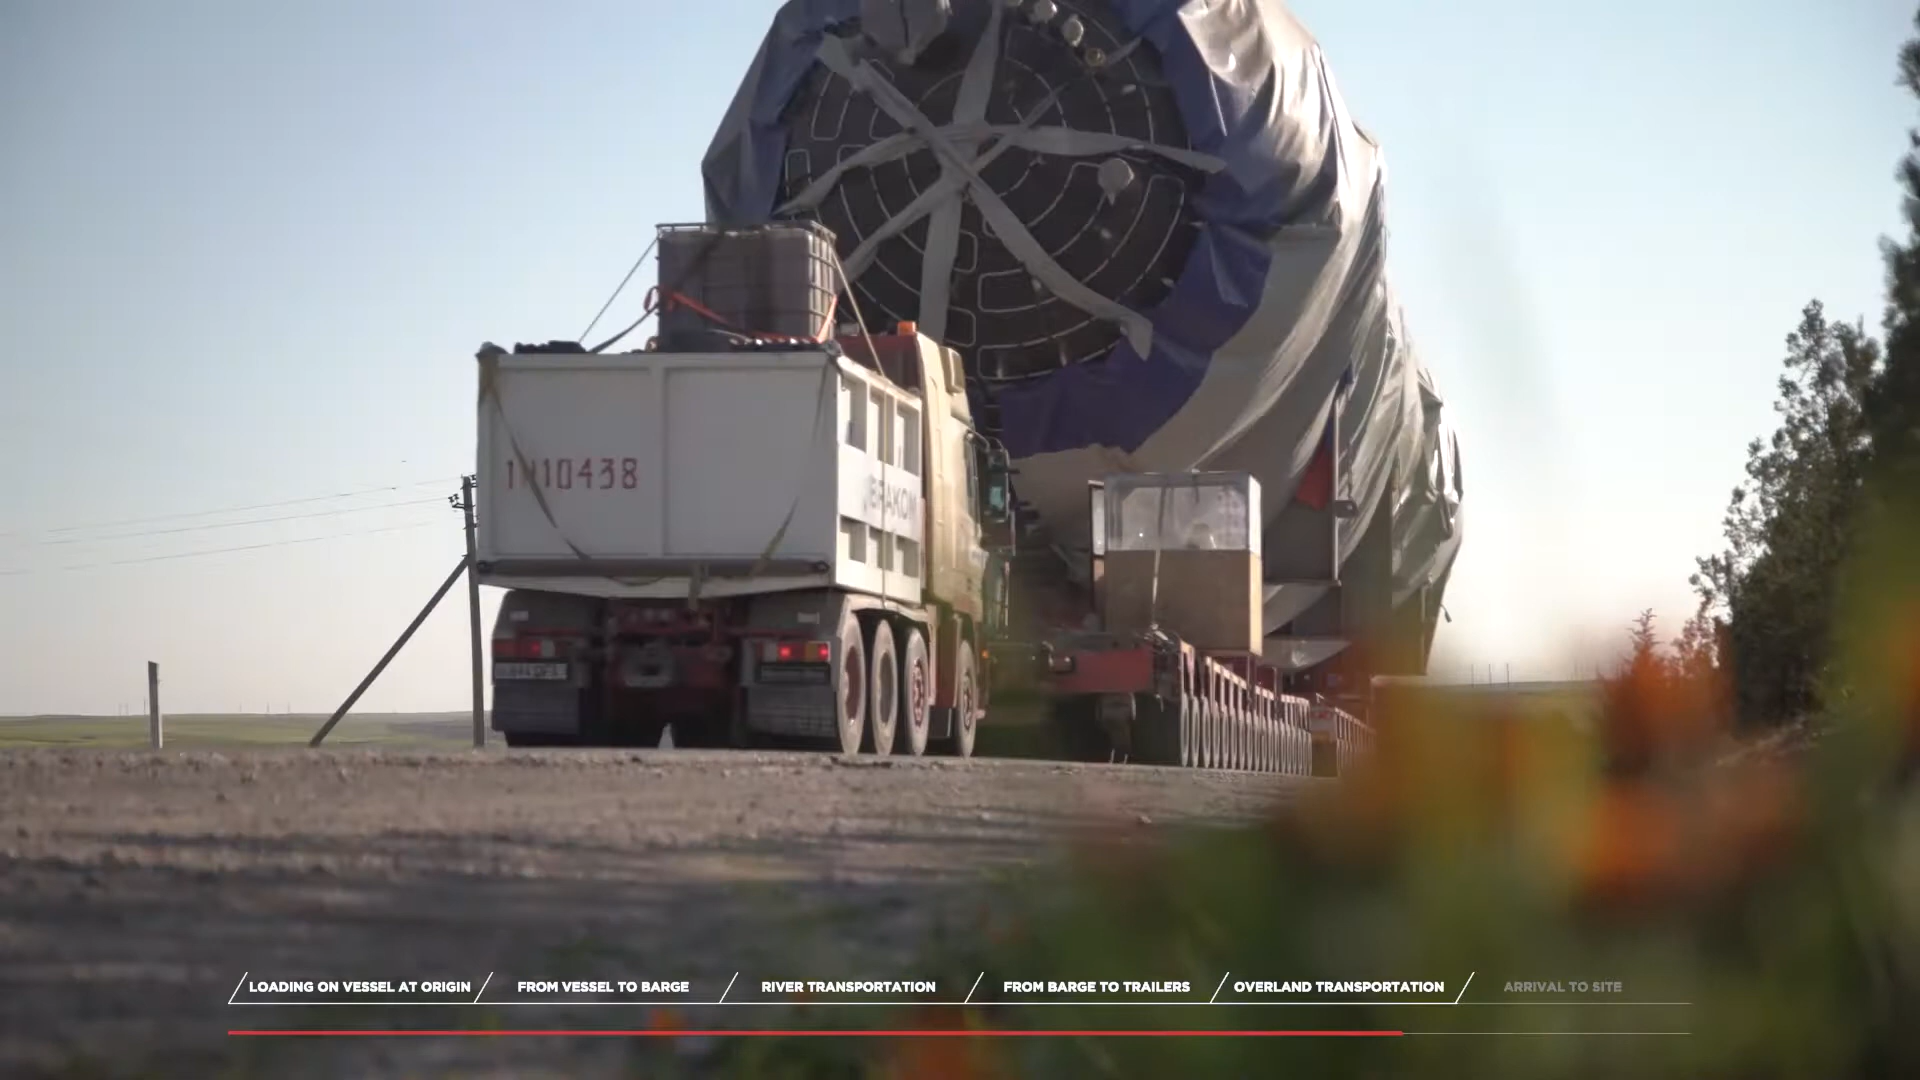 10438
LOADING ON VESSEL AT ORIGIN
FROM VESSEL TO BARGE
RIVER TRANSPORTATION
FROM BARGE TO TRAILERS
OVERLAND TRANSPORTATION
ARRIVAL TO SITE